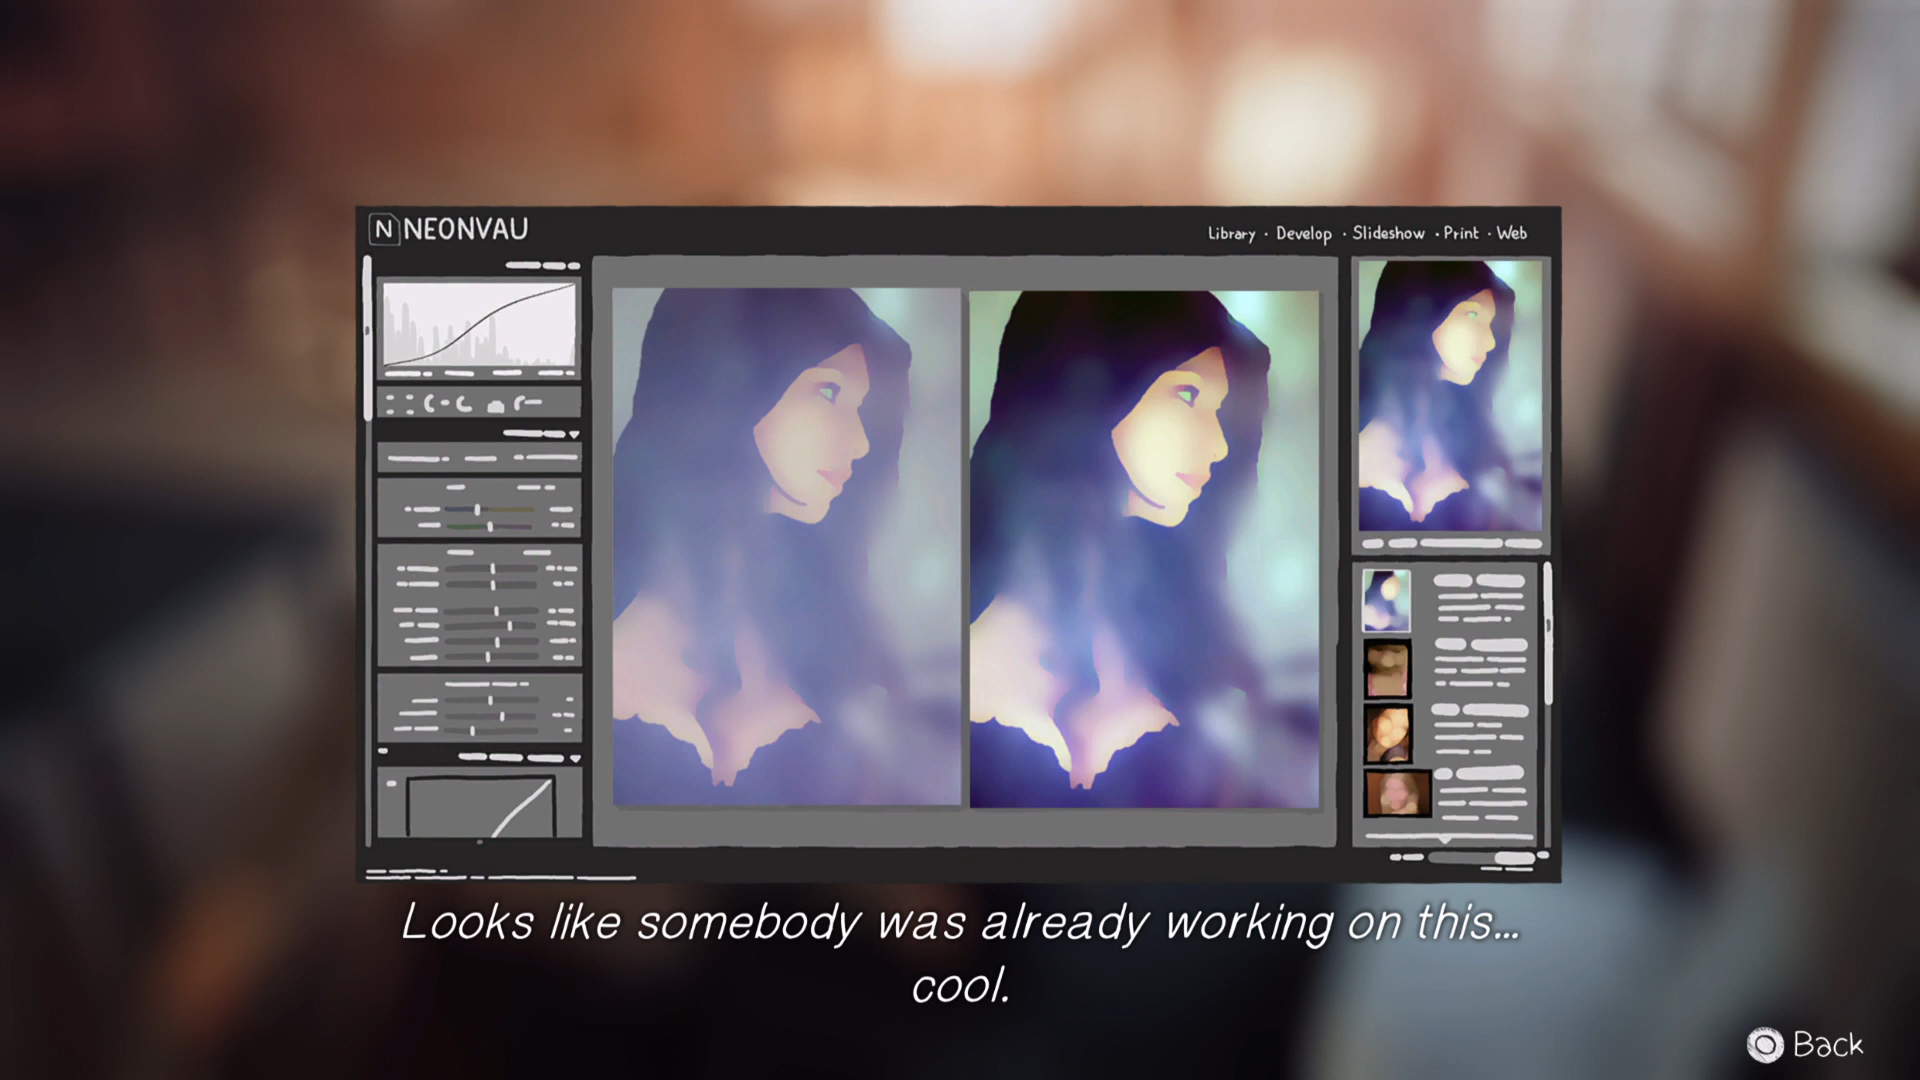 N NEONVAU
Library · Develop · Slideshow · Print · Web
Looks like somebody was already working on this...
cool.
Back